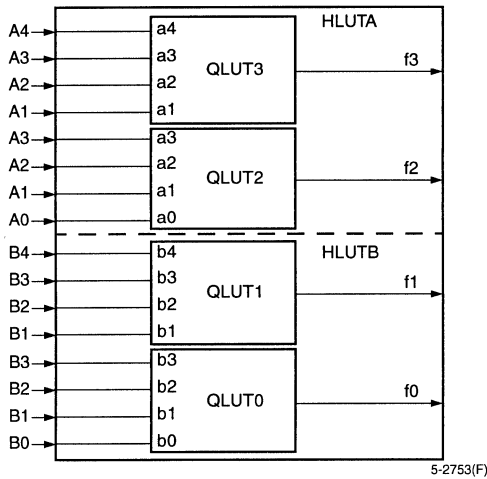 HLUTA
A4 a4
A3 a3 QLUT3 f3
A2 a2
A1 a1
A3 a3
A2 a2 QLUT2 f2
A1 a1
A0 a0
HLUTB
B4 b4
B3 b3 QLUT1 f1
B2 b2
B1 b1
B3 b3
B2 b2 QLUT0 f0
B1 b1
B0 b0
5-2753(F)